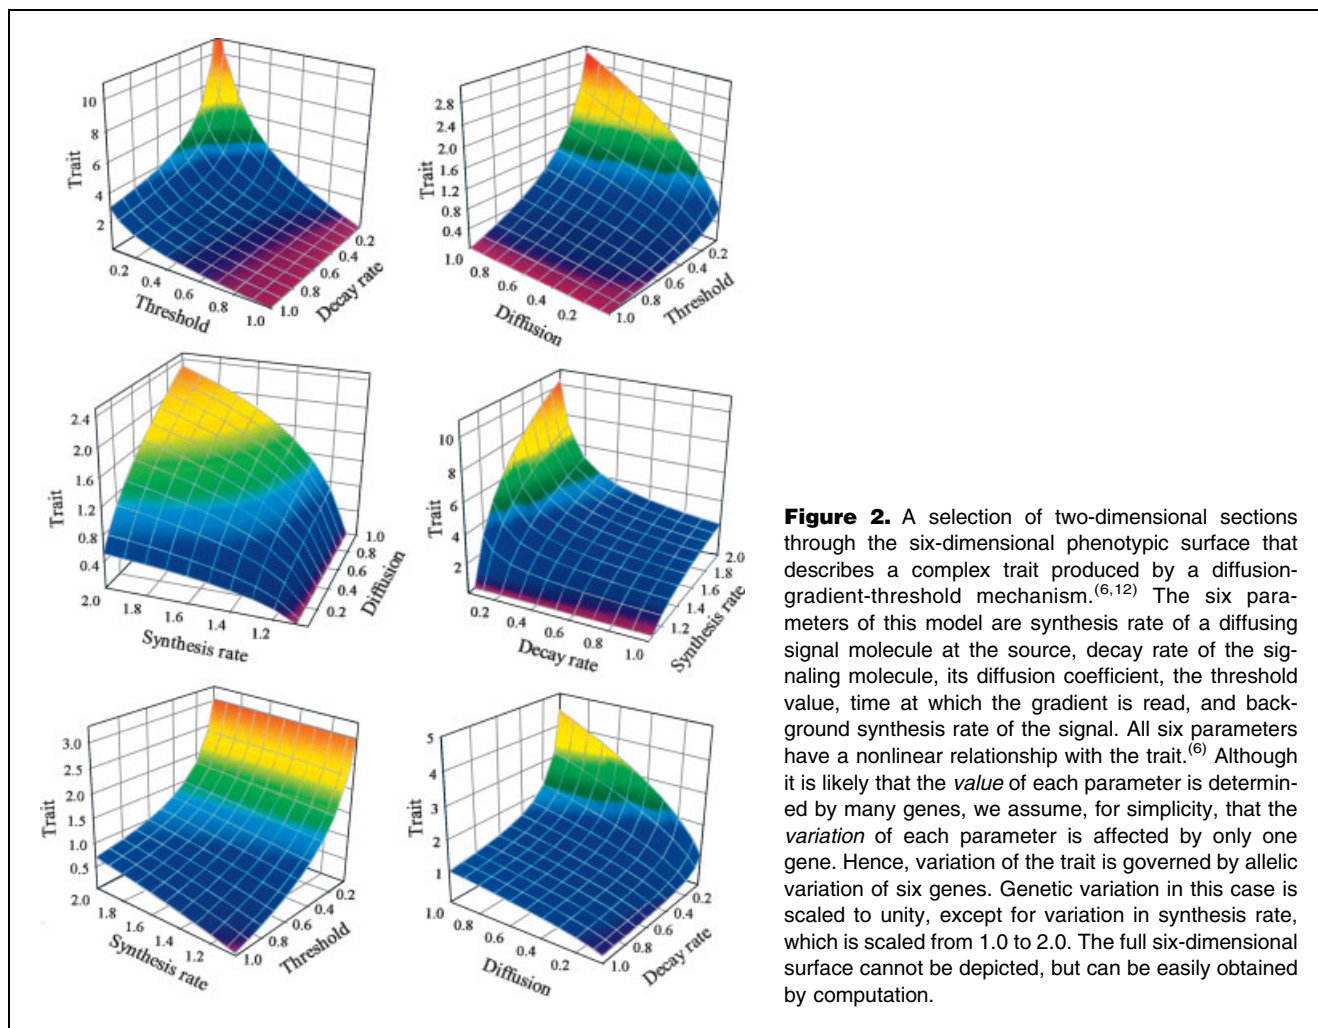 Trait
10
8
6
4
2
0.2
0.4
0.6
0.8
1.0
Threshold
1.0
0.8
0.6
0.4
0.2
Decay rate
Trait
2.8
2.4
2.0
1.6
1.2
0.8
0.4
1.0
0.8
0.6
0.4
0.2
Diffusion
1.0
0.8
0.6
0.4
0.2
Threshold
Trait
2.4
2.0
1.6
1.2
0.8
0.4
2.0
1.8
1.6
1.4
1.2
Synthesis rate
0.2
0.4
0.6
0.8
1.0
Diffusion
Trait
10
8
6
4
2
0.2
0.4
0.6
0.8
1.0
Decay rate
1.2
1.4
1.6
1.8
2.0
Synthesis rate
Trait
3.0
2.5
2.0
1.5
1.0
0.5
2.0
1.8
1.6
1.4
1.2
Synthesis rate
1.0
0.8
0.6
0.4
0.2
Threshold
Trait
5
4
3
2
1
1.0
0.8
0.6
0.4
0.2
Diffusion
1.0
0.8
0.6
0.4
0.2
Decay rate
Figure 2. A selection of two-dimensional sections
through the six-dimensional phenotypic surface that
describes a complex trait produced by a diffusion-
gradient-threshold mechanism.(6,12) The six para-
meters of this model are synthesis rate of a diffusing
signal molecule at the source, decay rate of the sig-
naling molecule, its diffusion coefficient, the threshold
value, time at which the gradient is read, and back-
ground synthesis rate of the signal. All six parameters
have a nonlinear relationship with the trait.(6) Although
it is likely that the value of each parameter is determin-
ed by many genes, we assume, for simplicity, that the
variation of each parameter is affected by only one
gene. Hence, variation of the trait is governed by allelic
variation of six genes. Genetic variation in this case is
scaled to unity, except for variation in synthesis rate,
which is scaled from 1.0 to 2.0. The full six-dimensional
surface cannot be depicted, but can be easily obtained
by computation.